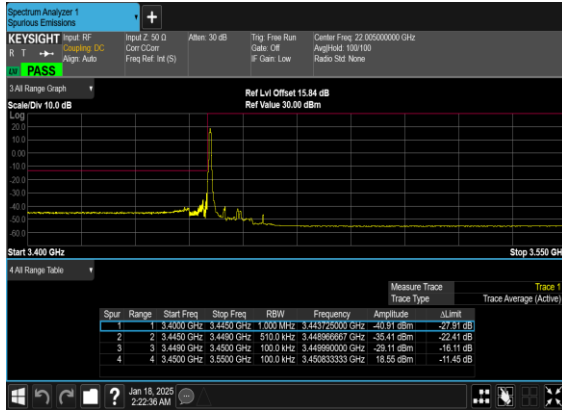 Spectrum Analyzer 1
Spurious Emissions
+
KEYSIGHT Input: RF Input Z: 50 Ω Atten: 30 dB Trig: Free Run Center Freq: 22.005000000 GHz
R T Coupling: DC Corr CCorr Gate: Off Avg|Hold: 100/100
Align: Auto Freq Ref: Int (S) IF Gain: Low Radio Std: None
PASS
3 All Range Graph
Ref Lvl Offset 15.84 dB
Scale/Div 10.0 dB Ref Value 30.00 dBm
Log
20.0
10.0
0.00
-10.0
-20.0
-30.0
-40.0
-50.0
-60.0
Start 3.400 GHz Stop 3.550 GH
4 All Range Table
Measure Trace Trace 1
Trace Type Trace Average (Active)
Spur Range Start Freq Stop Freq RBW Frequency Amplitude ΔLimit
1 1 3.4000 GHz 3.4450 GHz 1.000 MHz 3.443725000 GHz -40.91 dBm -27.91 dB
2 2 3.4450 GHz 3.4490 GHz 510.0 kHz 3.448966667 GHz -35.41 dBm -22.41 dB
3 3 3.4490 GHz 3.4500 GHz 100.0 kHz 3.449990000 GHz -29.11 dBm -16.11 dB
4 4 3.4500 GHz 3.5500 GHz 100.0 kHz 3.450833333 GHz 18.55 dBm -11.45 dB
? Jan 18, 2025
2:22:36 AM